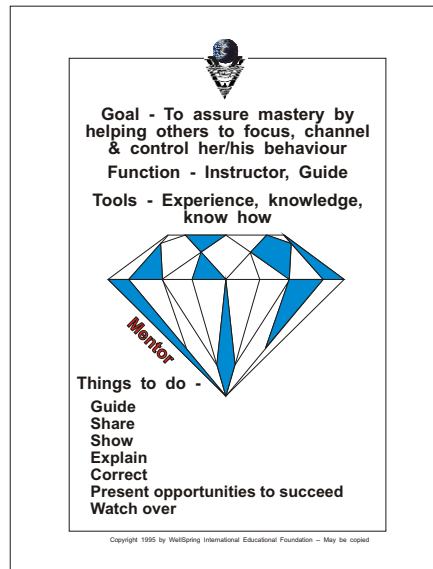 Goal - To assure mastery by
helping others to focus, channel
& control her/his behaviour
Function - Instructor, Guide
Tools - Experience, knowledge,
know how
Mentor
Things to do -
Guide
Share
Show
Explain
Correct
Present opportunities to succeed
Watch over
Copyright 1995 by WellSpring International Educational Foundation – May be copied